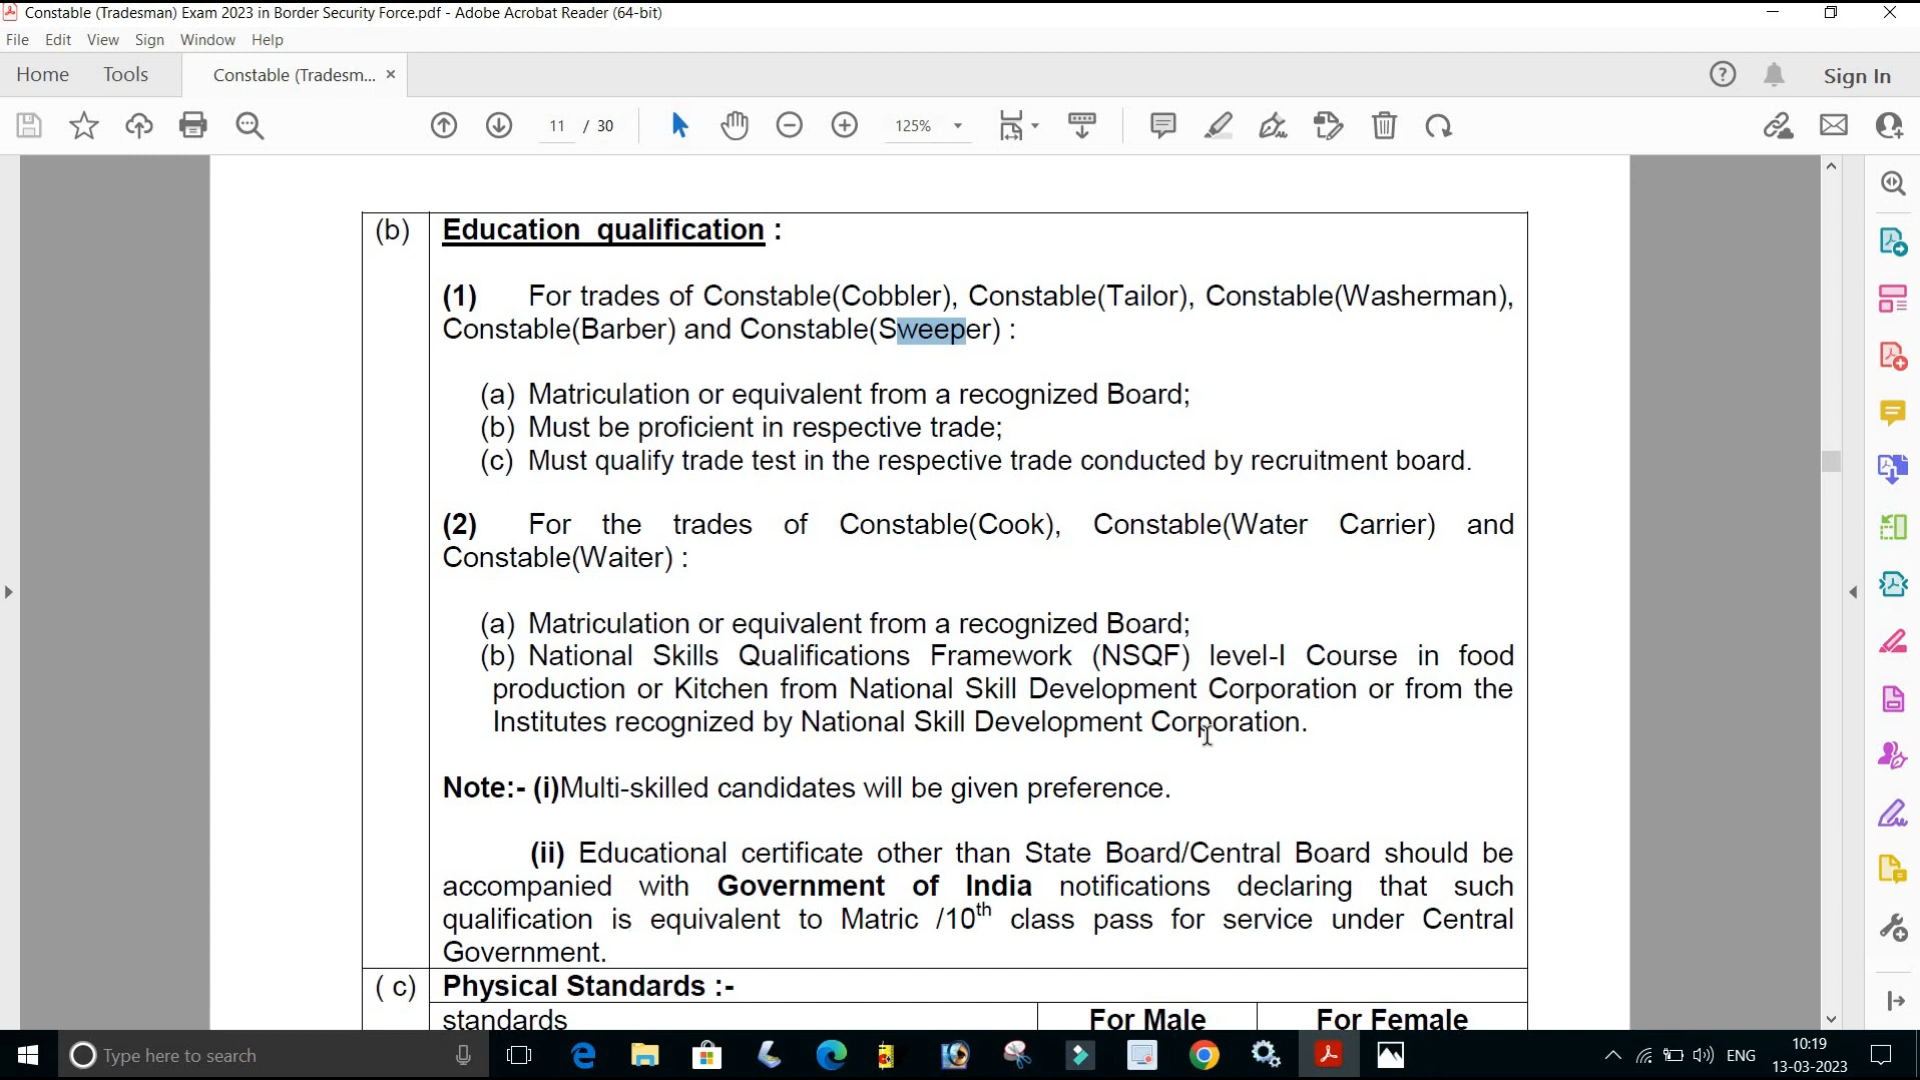 Constable (Tradesman) Exam 2023 in Border Security Force.pdf - Adobe Acrobat Reader (64-bit)
File Edit View Sign Window Help
Home Tools Constable (Tradesm... × Sign In
11 / 30 125%
(b) Education qualification :
(1) For trades of Constable(Cobbler), Constable(Tailor), Constable(Washerman),
Constable(Barber) and Constable(Sweeper) :
(a) Matriculation or equivalent from a recognized Board;
(b) Must be proficient in respective trade;
(c) Must qualify trade test in the respective trade conducted by recruitment board.
(2) For the trades of Constable(Cook), Constable(Water Carrier) and
Constable(Waiter) :
(a) Matriculation or equivalent from a recognized Board;
(b) National Skills Qualifications Framework (NSQF) level-I Course in food
production or Kitchen from National Skill Development Corporation or from the
Institutes recognized by National Skill Development Corporation.
Note:- (i)Multi-skilled candidates will be given preference.
(ii) Educational certificate other than State Board/Central Board should be
accompanied with Government of India notifications declaring that such
qualification is equivalent to Matric /10th class pass for service under Central
Government.
( c) Physical Standards :-
standards For Male For Female
Type here to search ENG 10:19
13-03-2023